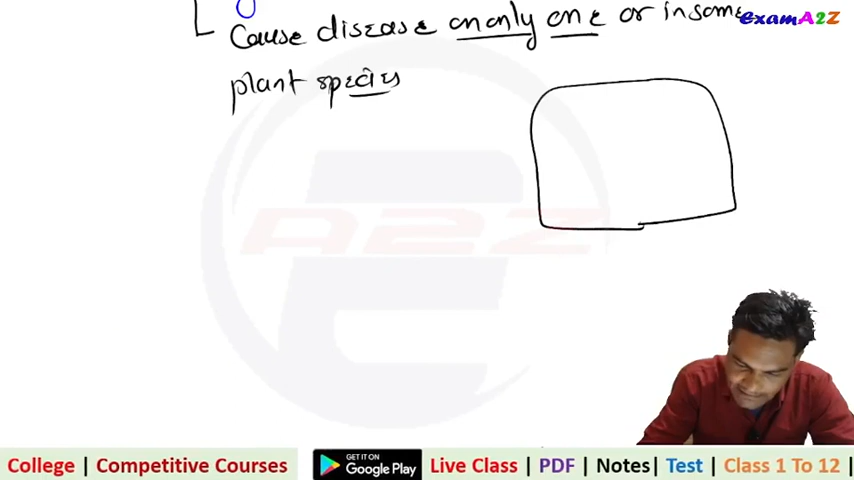 ExamA2Z
Cause disease on only one or in some
plant species
A2Z
College | Competitive Courses
GET IT ON
Google Play
Live Class | PDF | Notes| Test | Class 1 To 12 |